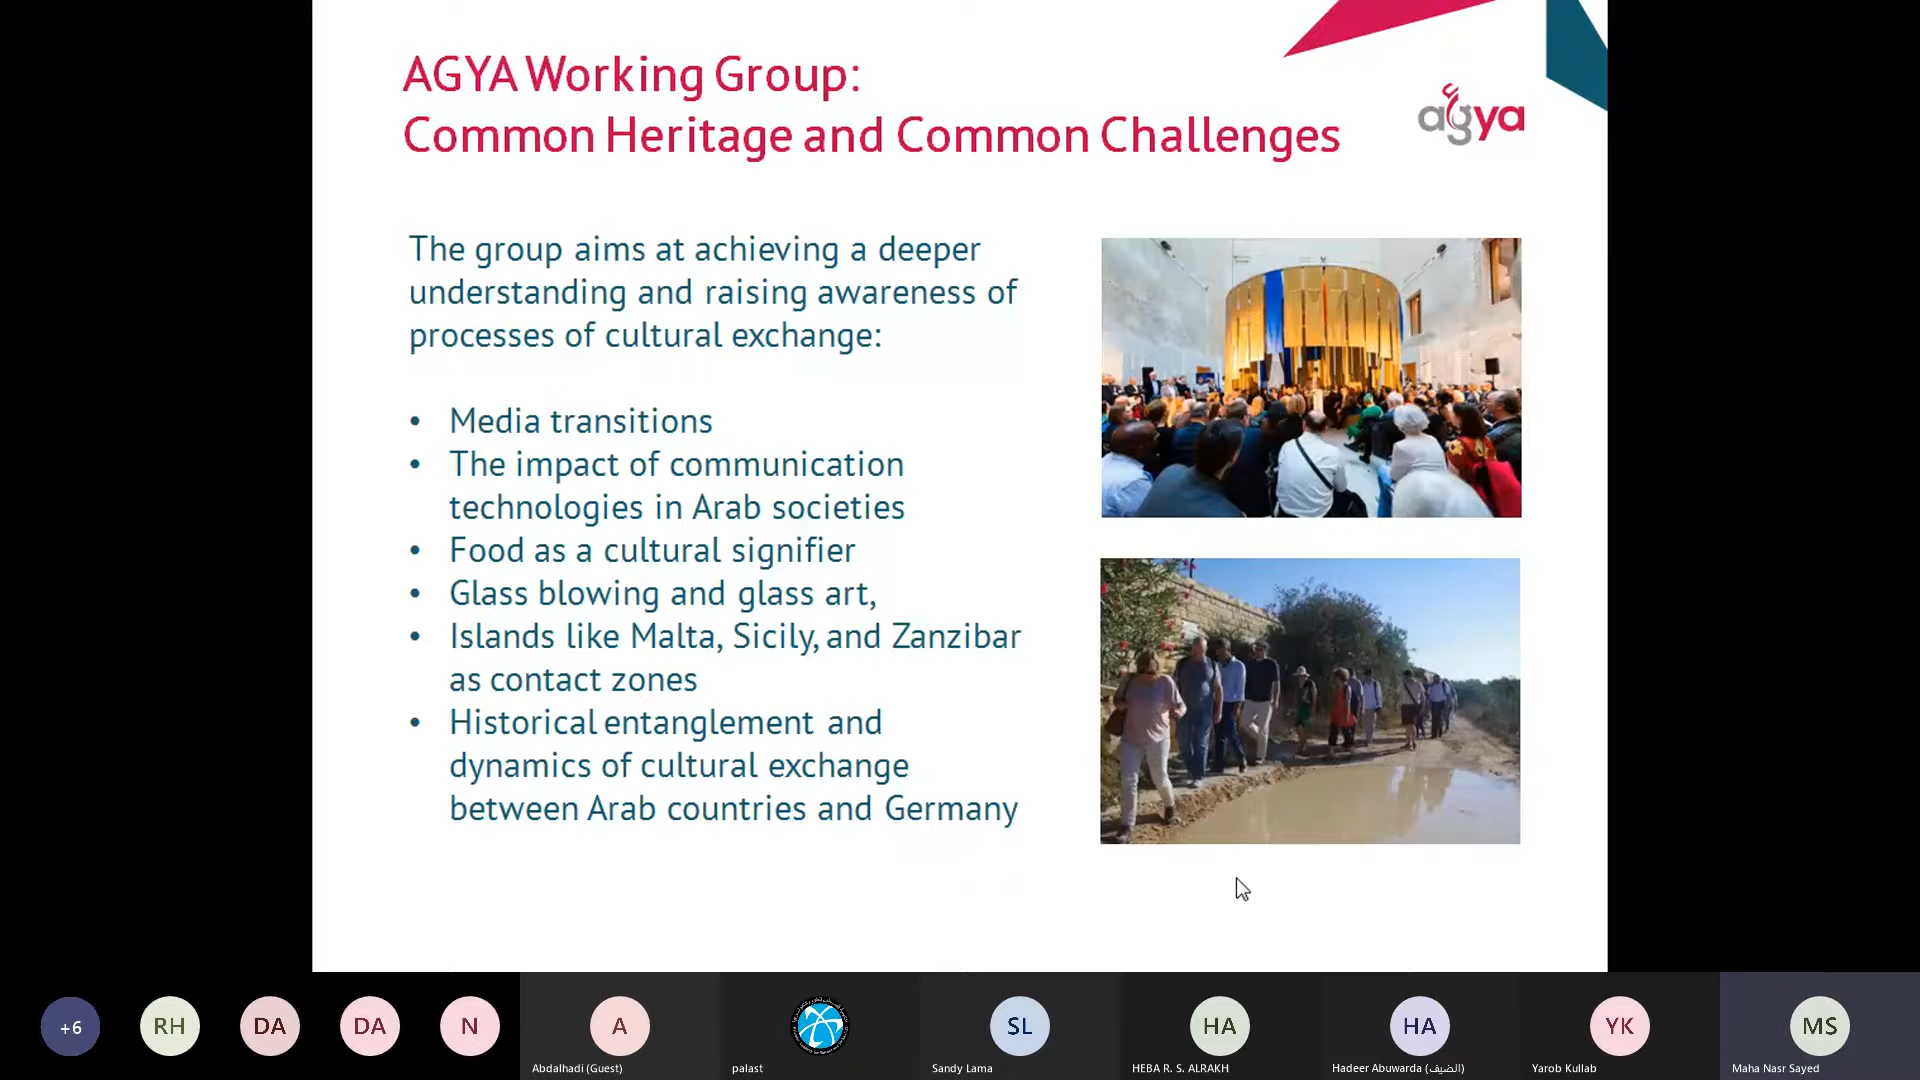 AGYA Working Group:
Common Heritage and Common Challenges
agya
The group aims at achieving a deeper
understanding and raising awareness of
processes of cultural exchange:
• Media transitions
• The impact of communication
technologies in Arab societies
• Food as a cultural signifier
• Glass blowing and glass art,
• Islands like Malta, Sicily, and Zanzibar
as contact zones
• Historical entanglement and
dynamics of cultural exchange
between Arab countries and Germany
+6
RH
DA
DA
N
A
SL
HA
HA
YK
MS
Abdalhadi (Guest)
palast
Sandy Lama
HEBA R. S. ALRAKH
Hadeer Abuwarda (الضيف)
Yarob Kullab
Maha Nasr Sayed